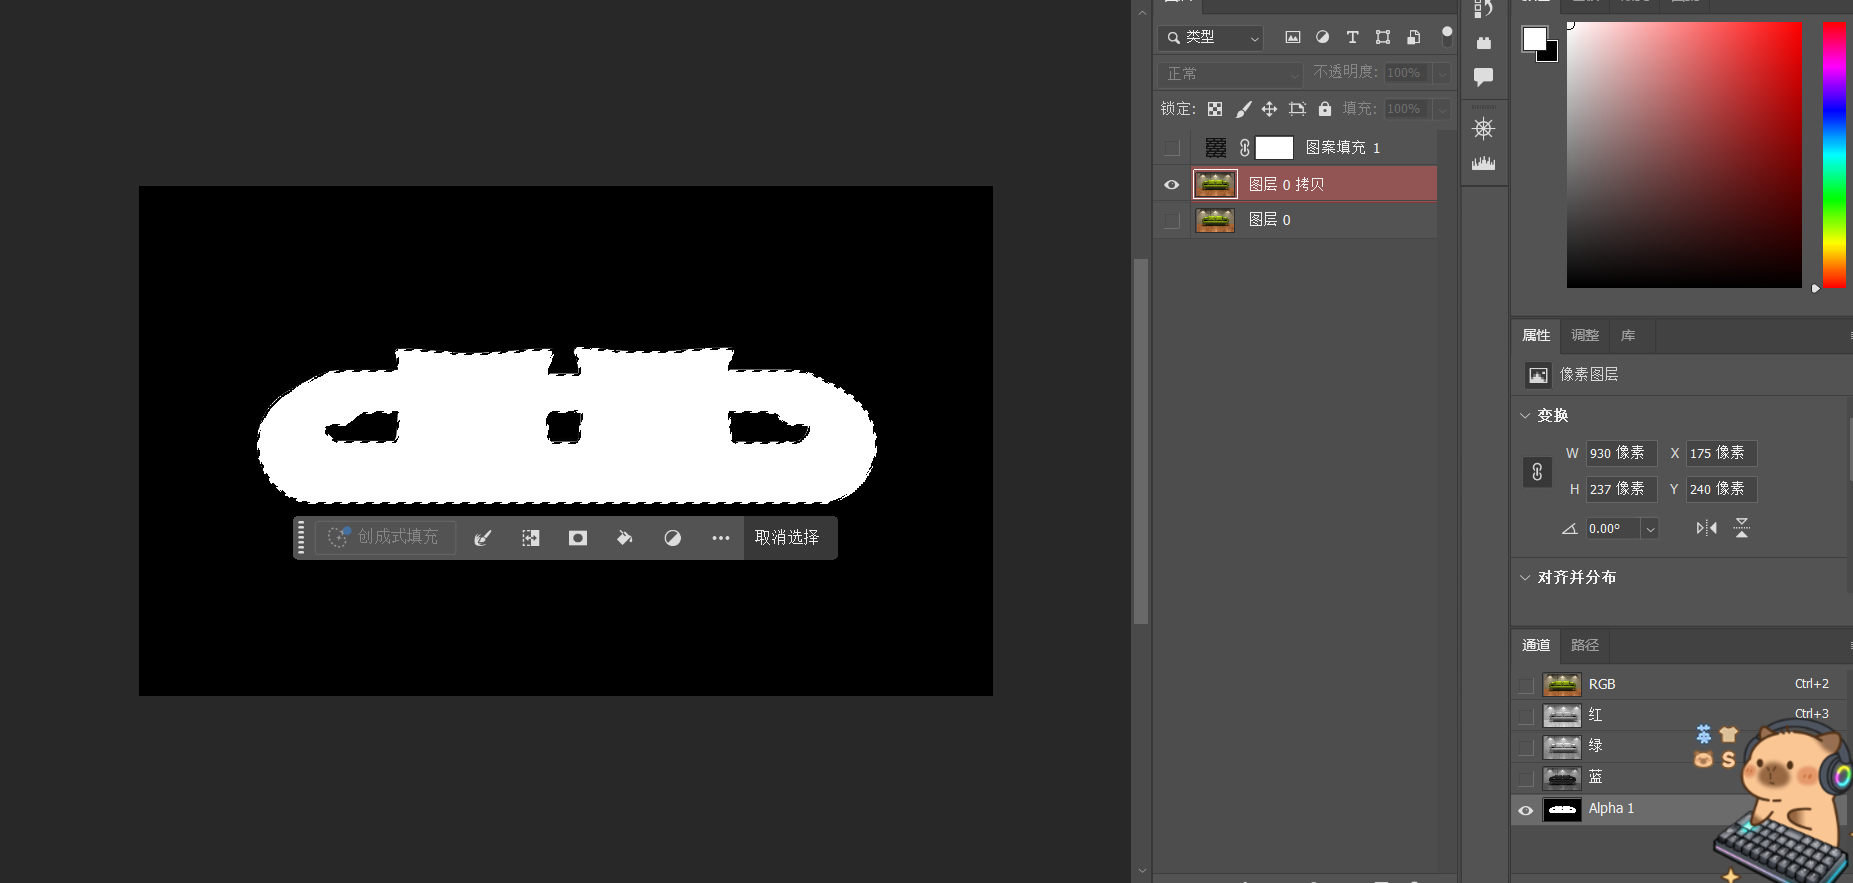 类型
正常
不透明度:
100%
锁定:
填充:
100%
图案填充 1
图层 0 拷贝
图层 0
创成式填充
取消选择
属性
调整
库
像素图层
变换
W
930 像素
X
175 像素
H
237 像素
Y
240 像素
0.00°
对齐并分布
通道
路径
RGB
Ctrl+2
红
Ctrl+3
绿
蓝
Alpha 1
英
S